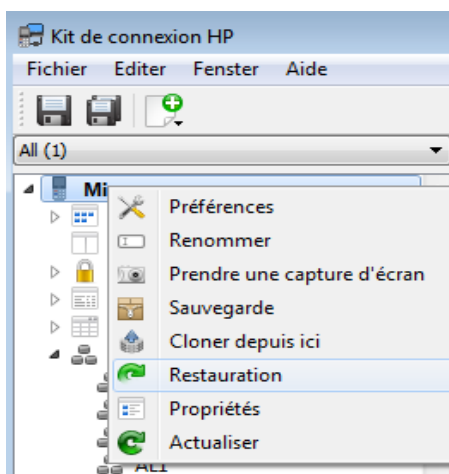 Kit de connexion HP
Fichier Editer Fenster Aide
All (1)
Mi
Préférences
Renommer
Prendre une capture d'écran
Sauvegarde
Cloner depuis ici
Restauration
Propriétés
Actualiser
AL1